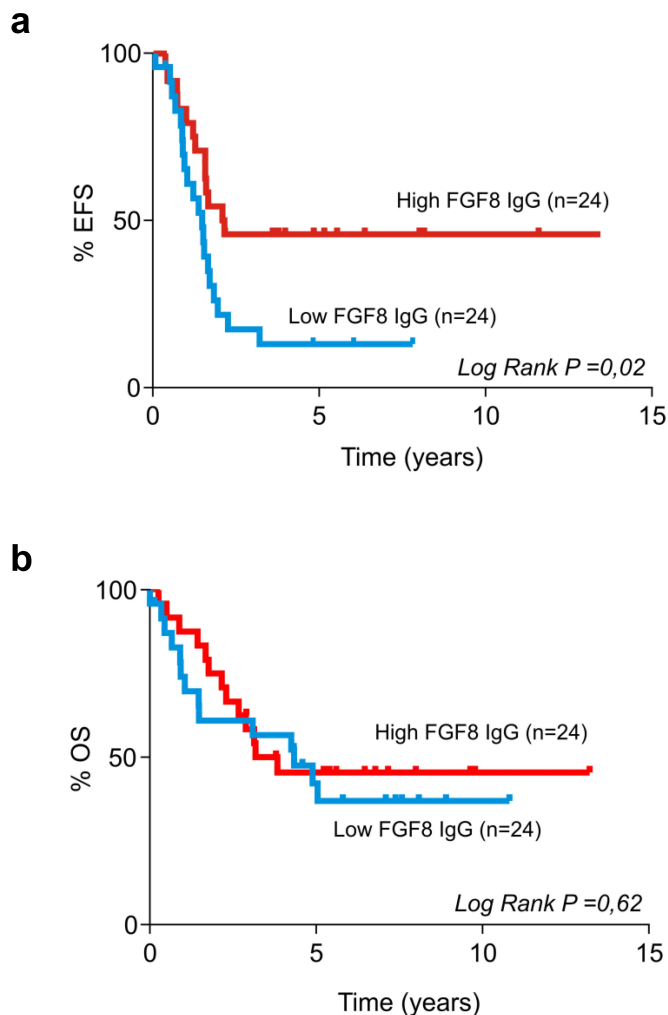 a
100
% EFS
High FGF8 IgG (n=24)
50
Low FGF8 IgG (n=24)
Log Rank P =0,02
0
0 5 10 15
Time (years)
b
100
% OS
High FGF8 IgG (n=24)
50
Low FGF8 IgG (n=24)
Log Rank P =0,62
0
0 5 10 15
Time (years)